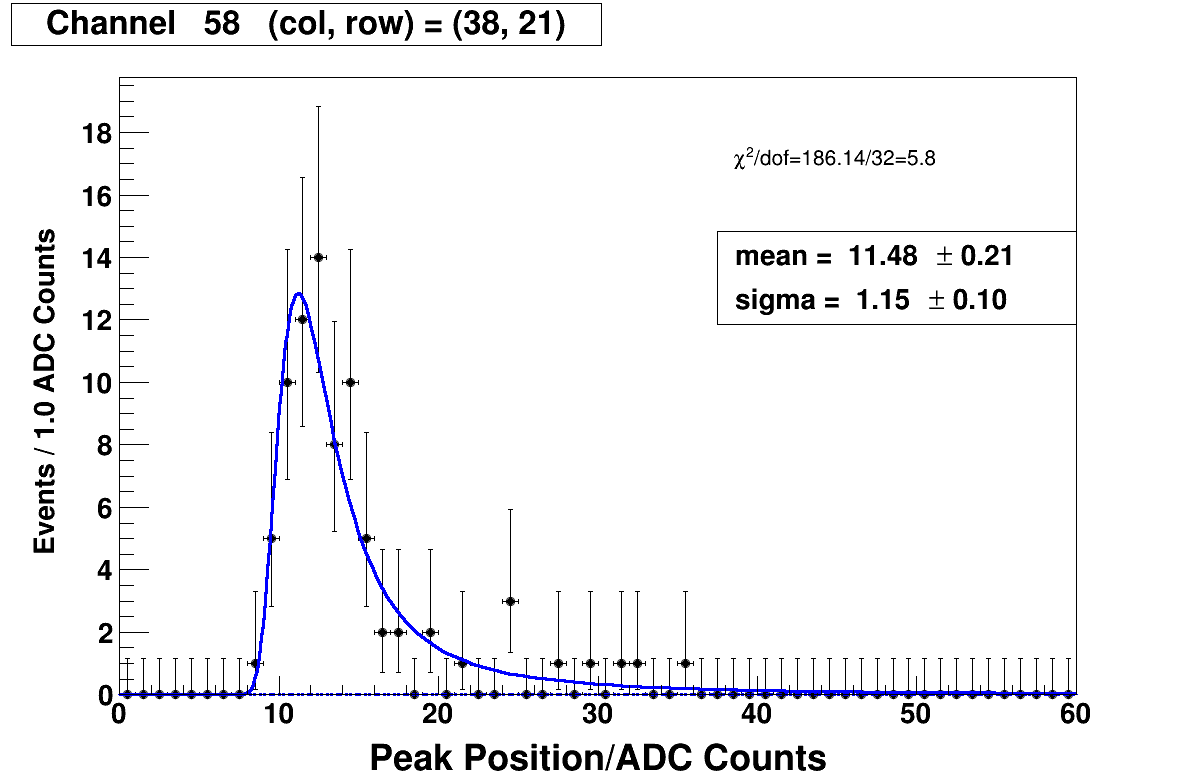 Channel 58 (col, row) = (38, 21)
χ²/dof=186.14/32=5.8
mean = 11.48 ± 0.21
sigma = 1.15 ± 0.10
Events / 1.0 ADC Counts
18
16
14
12
10
8
6
4
2
0
0 10 20 30 40 50 60
Peak Position/ADC Counts